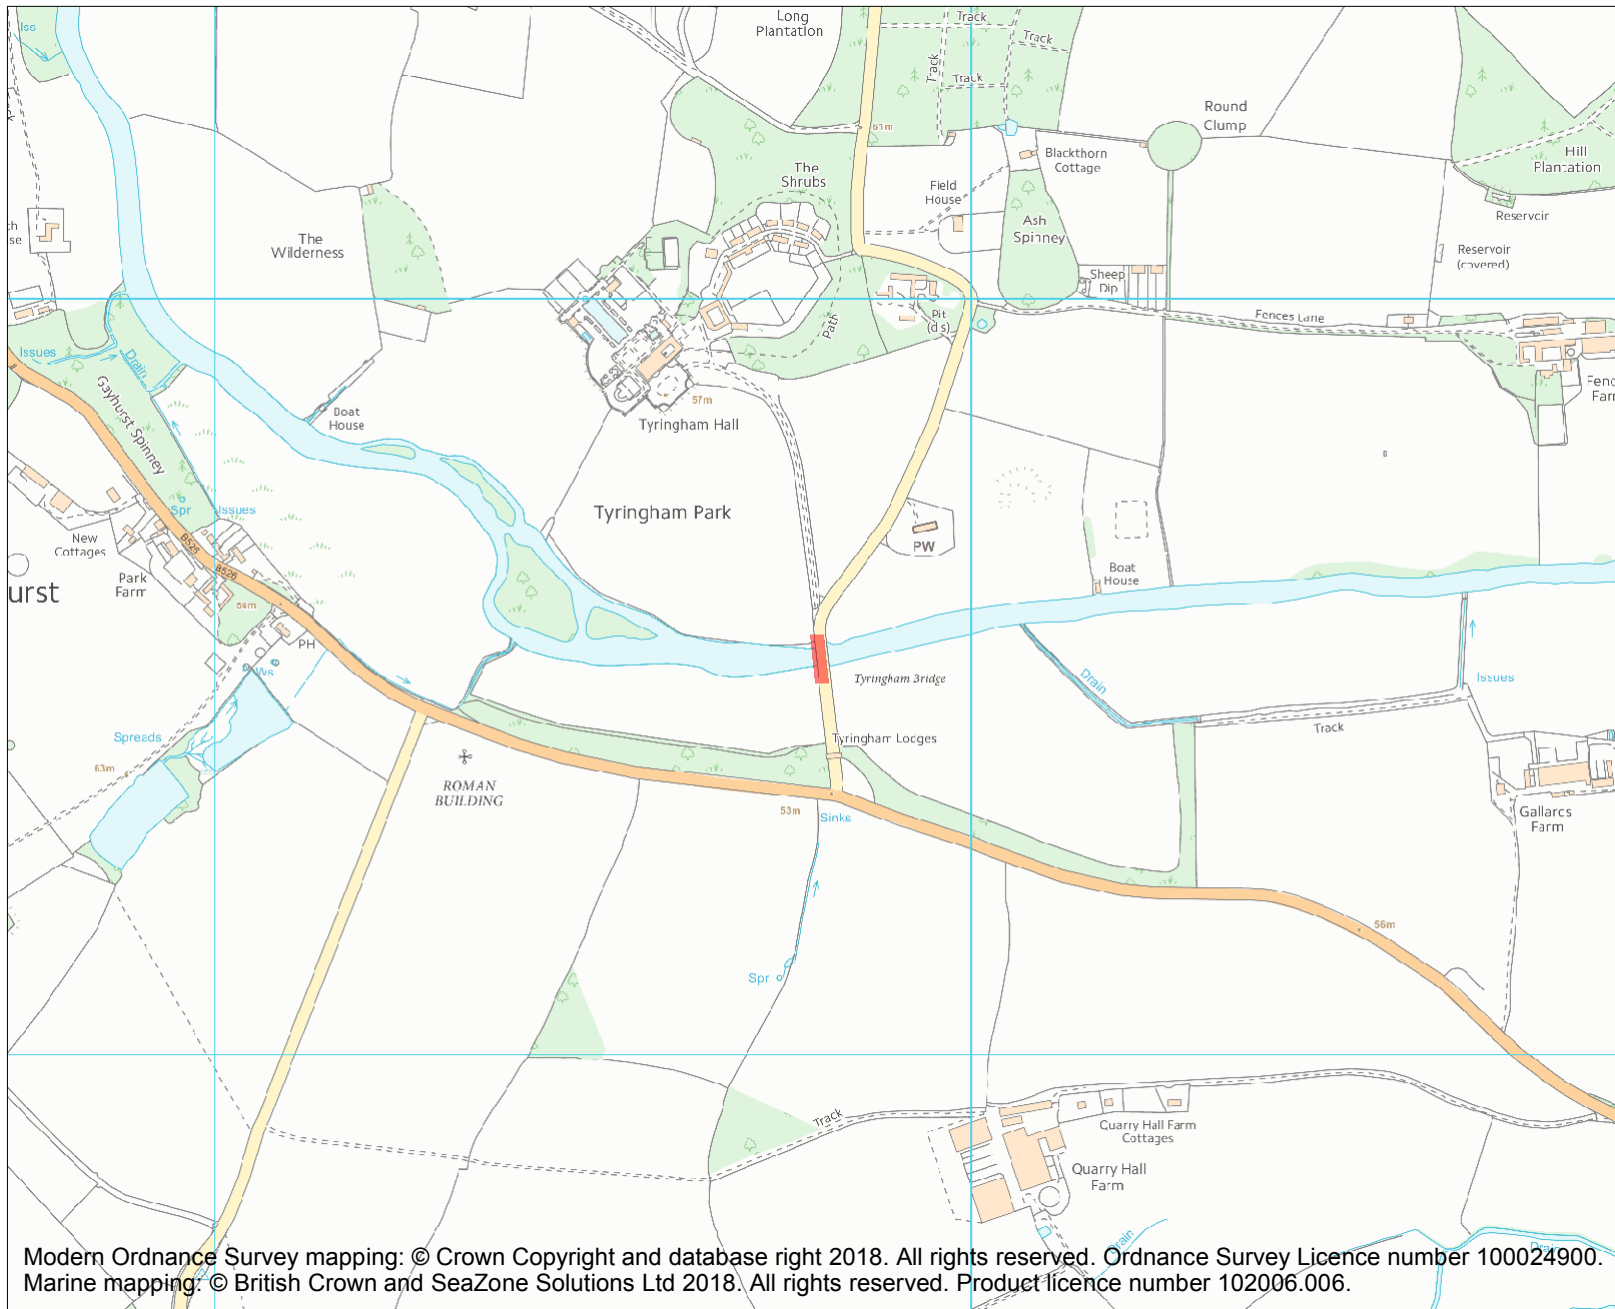 Iss
Long
Plantation
Track
Track
Track
Track
61m
Round
Clump
Hill
Plantation
Blackthorn
Cottage
The
Shrubs
Field
House
Ash
Spinney
Reservoir
Reservoir
(covered)
The
Wilderness
Sheep
Dip
Pit
(dis)
Path
Fences Lane
Issues
Drain
Gayhurst Spinney
Boat
House
57m
Tyringham Hall
Tyringham Park
Spr
Issues
New
Cottages
B526
B526
Park
Farm
urst
54m
PH
PW
Boat
House
Ws
Tyringham Bridge
Drain
Issues
Track
Spreads
63m
Tyringham Lodges
ROMAN
BUILDING
53m
Sinks
Gallards
Farm
56m
Spr
Track
Quarry Hall Farm
Cottages
Quarry Hall
Farm
Drain
Drain
Modern Ordnance Survey mapping: © Crown Copyright and database right 2018. All rights reserved. Ordnance Survey Licence number 100024900.
Marine mapping: © British Crown and SeaZone Solutions Ltd 2018. All rights reserved. Product licence number 102006.006.